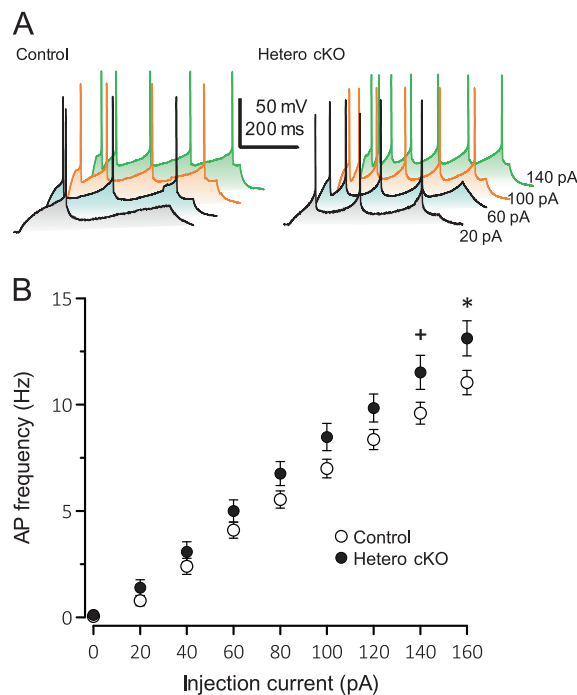 A
Control
Hetero cKO
50 mV
200 ms
140 pA
100 pA
60 pA
20 pA
B
15
10
5
0
AP frequency (Hz)
+
*
Control
Hetero cKO
0 20 40 60 80 100 120 140 160
Injection current (pA)